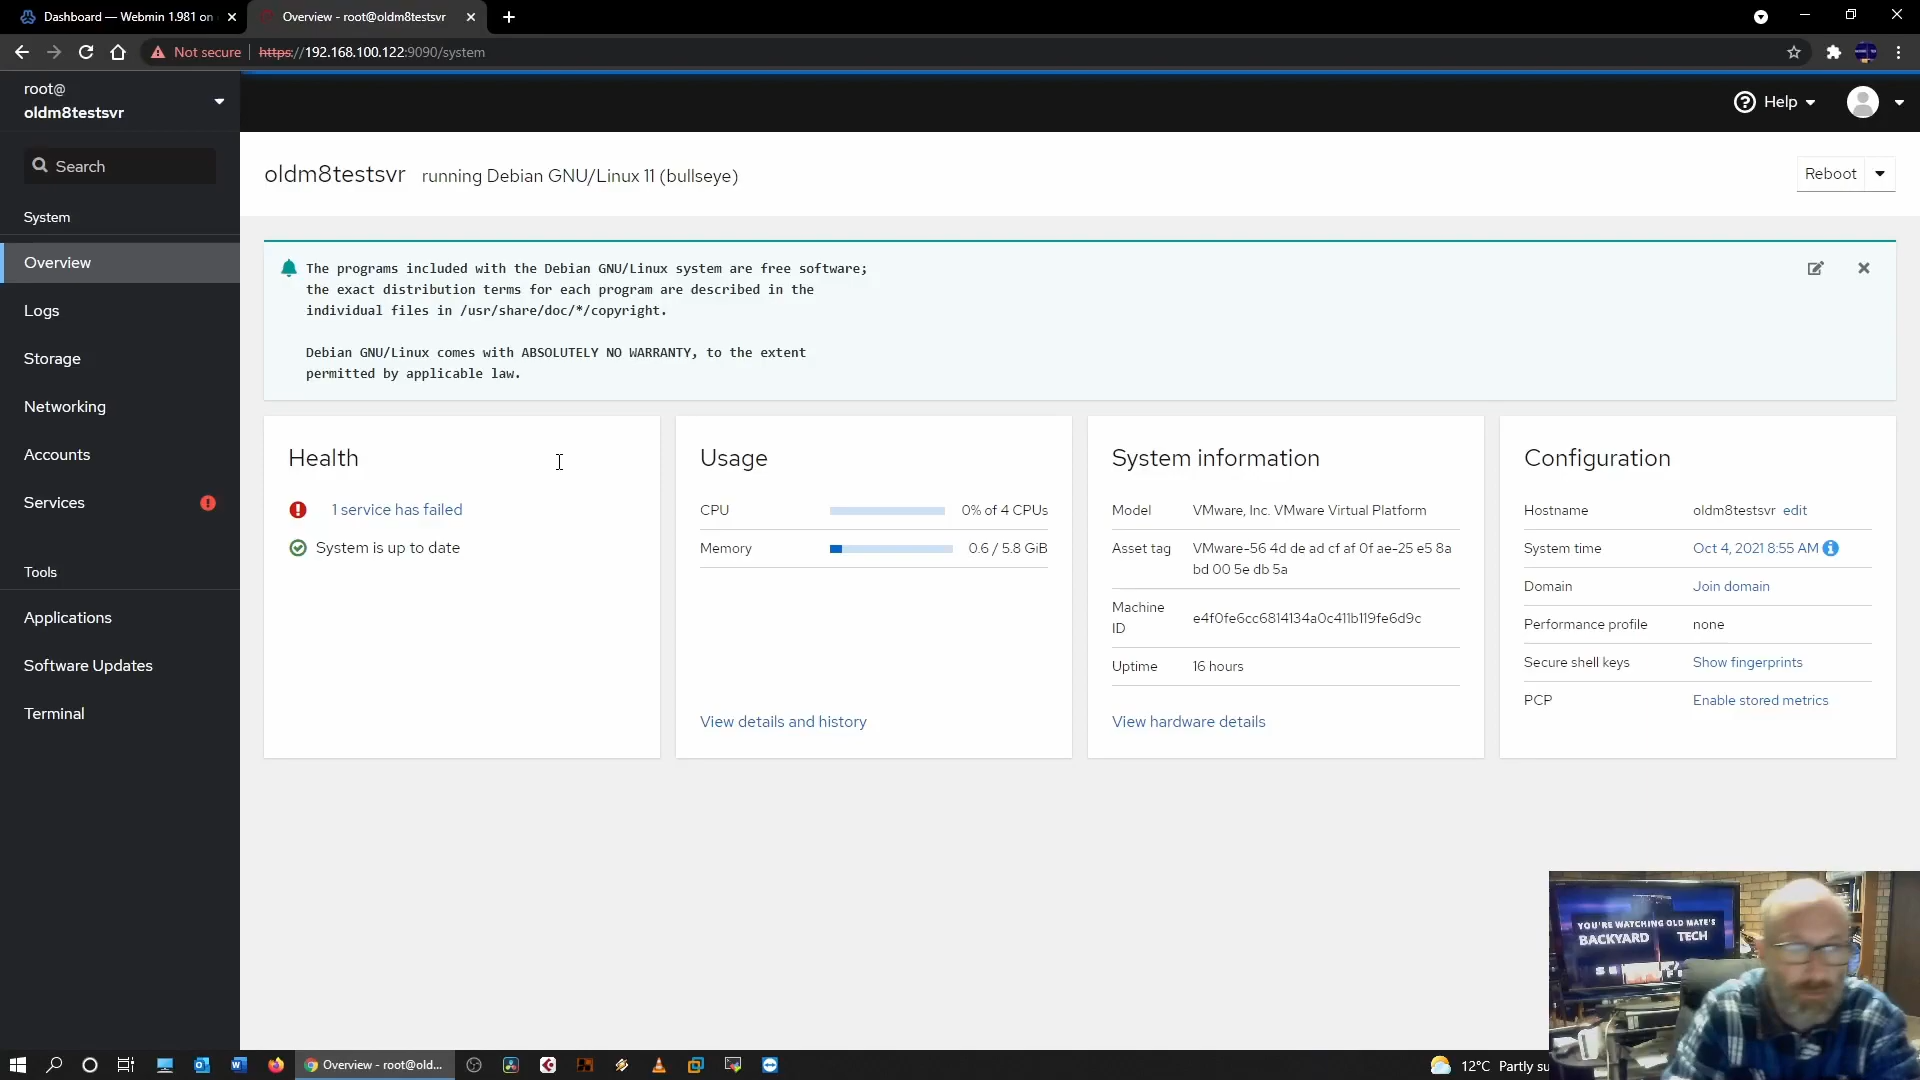 Dashboard — Webmin 1.981 on
Overview - root@oldm8testsvr
Not secure
https://192.168.100.122:9090/system
root@
oldm8testsvr
Help
Search
oldm8testsvr running Debian GNU/Linux 11 (bullseye)
Reboot
System
Overview
Logs
Storage
Networking
Accounts
Services
Tools
Applications
Software Updates
Terminal
The programs included with the Debian GNU/Linux system are free software;
the exact distribution terms for each program are described in the
individual files in /usr/share/doc/*/copyright.
Debian GNU/Linux comes with ABSOLUTELY NO WARRANTY, to the extent
permitted by applicable law.
Health
1 service has failed
System is up to date
Usage
CPU 0% of 4 CPUs
Memory 0.6 / 5.8 GiB
View details and history
System information
Model VMware, Inc. VMware Virtual Platform
Asset tag VMware-56 4d de ad cf af 0f ae-25 e5 8a
bd 00 5e db 5a
Machine
ID
e4f0fe6cc6814134a0c411b119fe6d9c
Uptime 16 hours
View hardware details
Configuration
Hostname oldm8testsvr edit
System time Oct 4, 2021 8:55 AM
Domain Join domain
Performance profile none
Secure shell keys Show fingerprints
PCP Enable stored metrics
YOU'RE WATCHING OLD MATE'S
BACKYARD TECH
Overview - root@old...
12°C Partly su